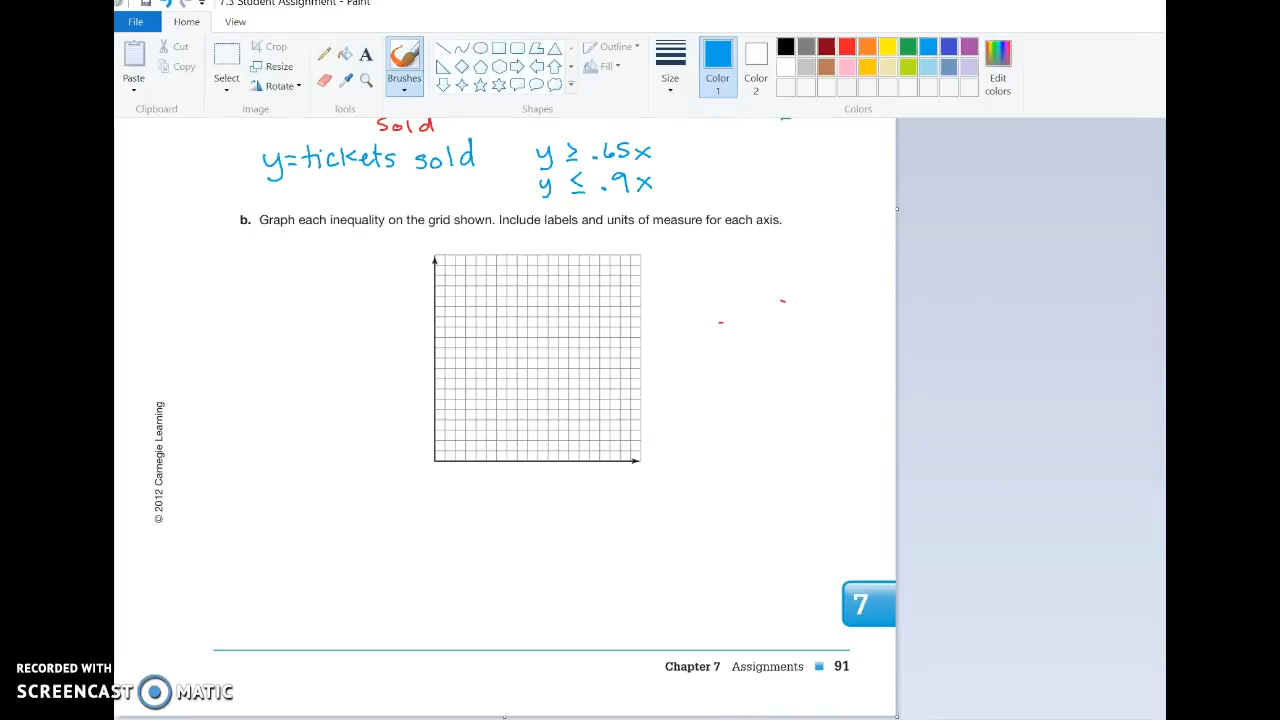 7.3 Student Assignment - Paint
File Home View
Paste
Cut
Copy
Clipboard
Select
Crop
Resize
Rotate
Image
A
Tools
Brushes
Outline
Fill
Shapes
Size
Color 1
Color 2
Edit colors
Colors
sold
y=tickets sold
y ≥ .65x
y ≤ .9x
b. Graph each inequality on the grid shown. Include labels and units of measure for each axis.
© 2012 Carnegie Learning
7
Chapter 7 Assignments 91
RECORDED WITH
SCREENCAST MATIC